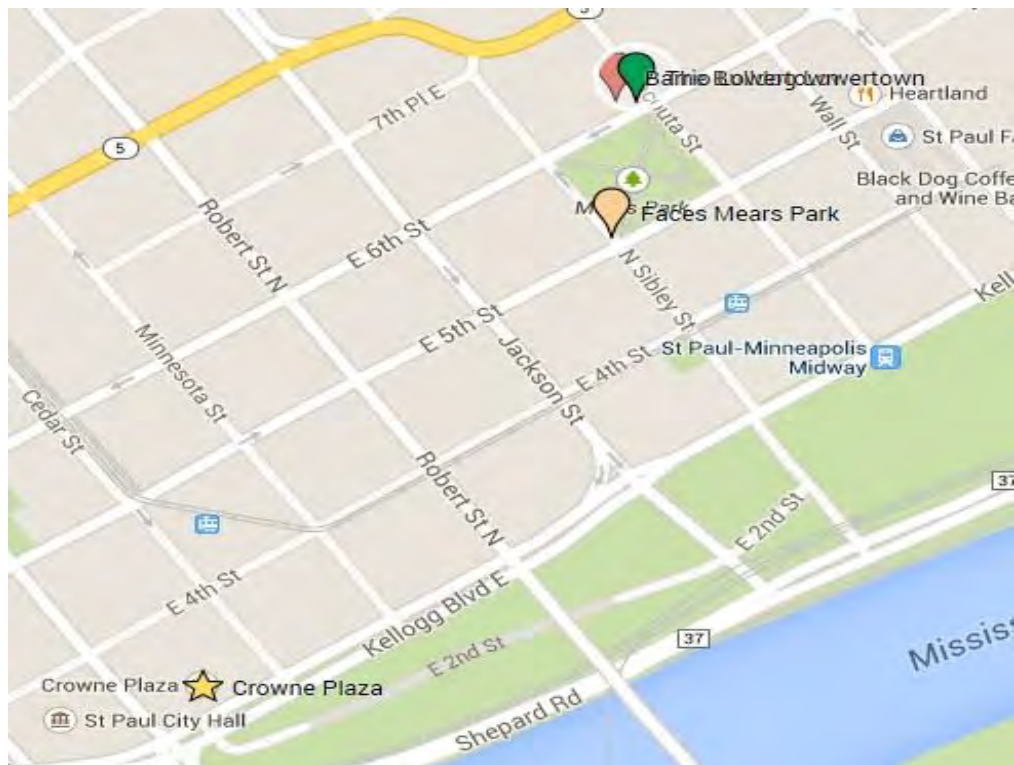 5
7th Pl E
Wall St
Heartland
5
St Paul F
Black Dog Coffe
and Wine Ba
Faces Mears Park
Robert St N
E 6th St
N Sibley St
Kell
E 5th St
Minnesota St
Jackson St
E 4th St
St Paul-Minneapolis
Midway
Cedar St
Robert St N
37
E 2nd St
E 4th St
Kellogg Blvd E
37
E 2nd St
Mississ
Crowne Plaza
Crowne Plaza
St Paul City Hall
Shepard Rd